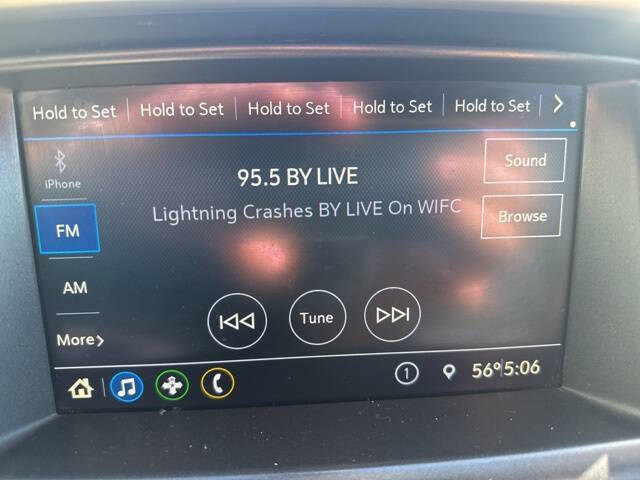 Hold to Set Hold to Set Hold to Set Hold to Set Hold to Set >
iPhone
95.5 BY LIVE
Sound
Lightning Crashes BY LIVE On WIFC
Browse
FM
AM
Tune
More>
1 56° 5:06